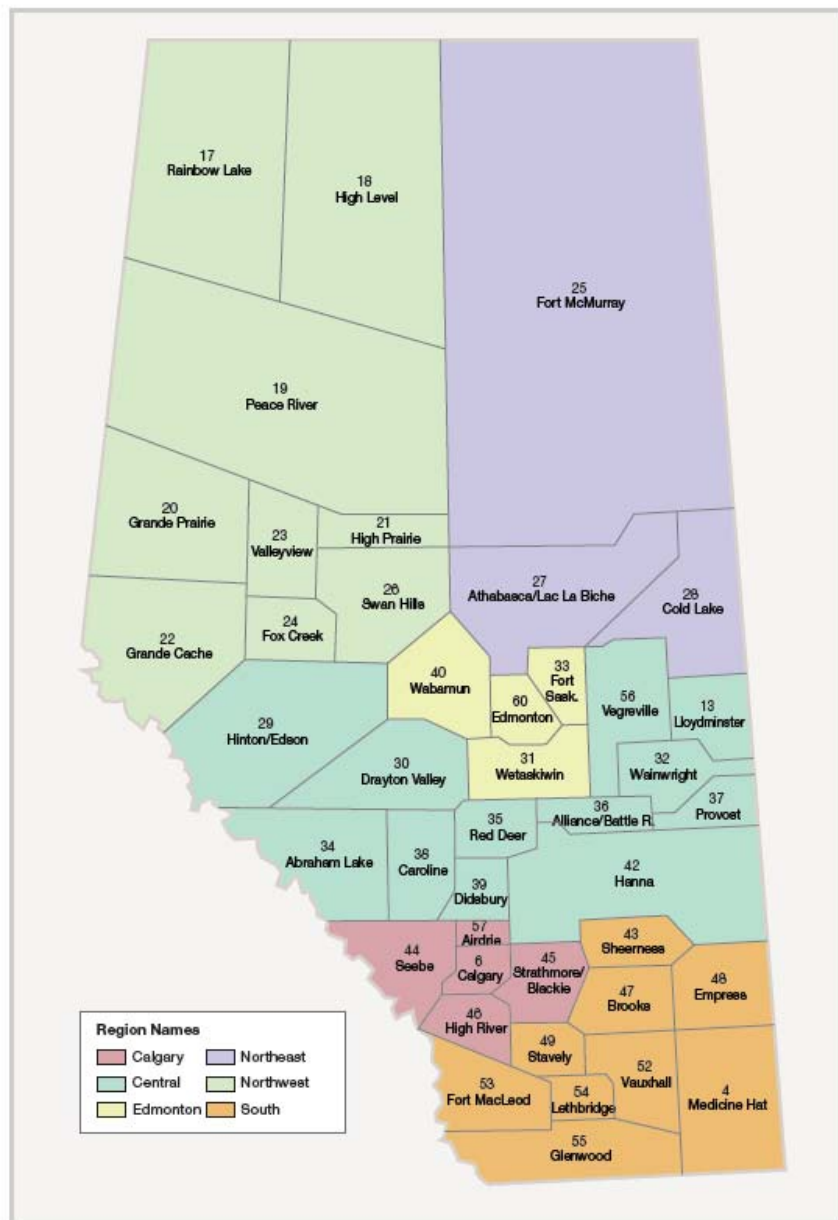 17
Rainbow Lake
18
High Level
25
Fort McMurray
19
Peace River
20
Grande Prairie
23
Valleyview
21
High Prairie
26
Swan Hills
27
Athabasca/Lac La Biche
28
Cold Lake
22
Grande Cache
24
Fox Creek
40
Wabamun
33
Fort
Sask.
60
Edmonton
56
Vegreville
13
Lloydminster
29
Hinton/Edson
30
Drayton Valley
31
Wetaskiwin
32
Wainwright
37
Provost
36
Alliance/Battle R.
35
Red Deer
34
Abraham Lake
38
Caroline
39
Didsbury
42
Hanna
57
Airdrie
43
Sheerness
44
Seebe
6
Calgary
45
Strathmore/
Blackie
48
Empress
47
Brooks
46
High River
49
Stavely
52
Vauxhall
4
Medicine Hat
53
Fort MacLeod
54
Lethbridge
55
Glenwood
Region Names
Calgary
Northeast
Central
Northwest
Edmonton
South